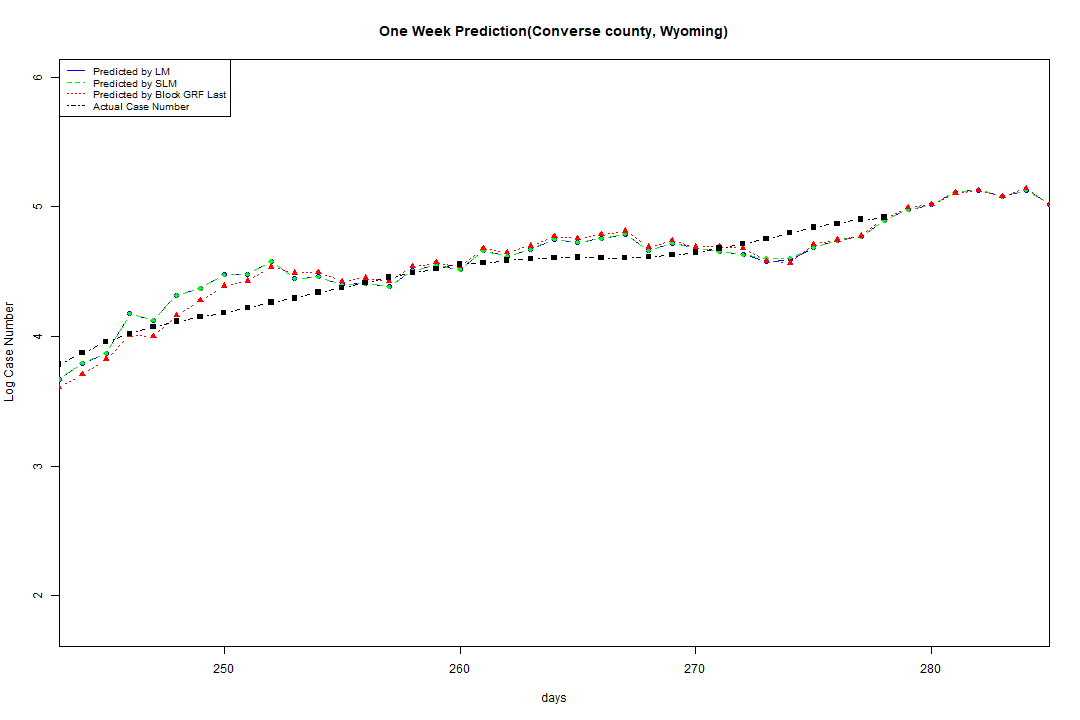 One Week Prediction(Converse county, Wyoming)
Predicted by LM
Predicted by SLM
Predicted by Block GRF Last
Actual Case Number
6
5
4
3
2
Log Case Number
250 260 270 280
days